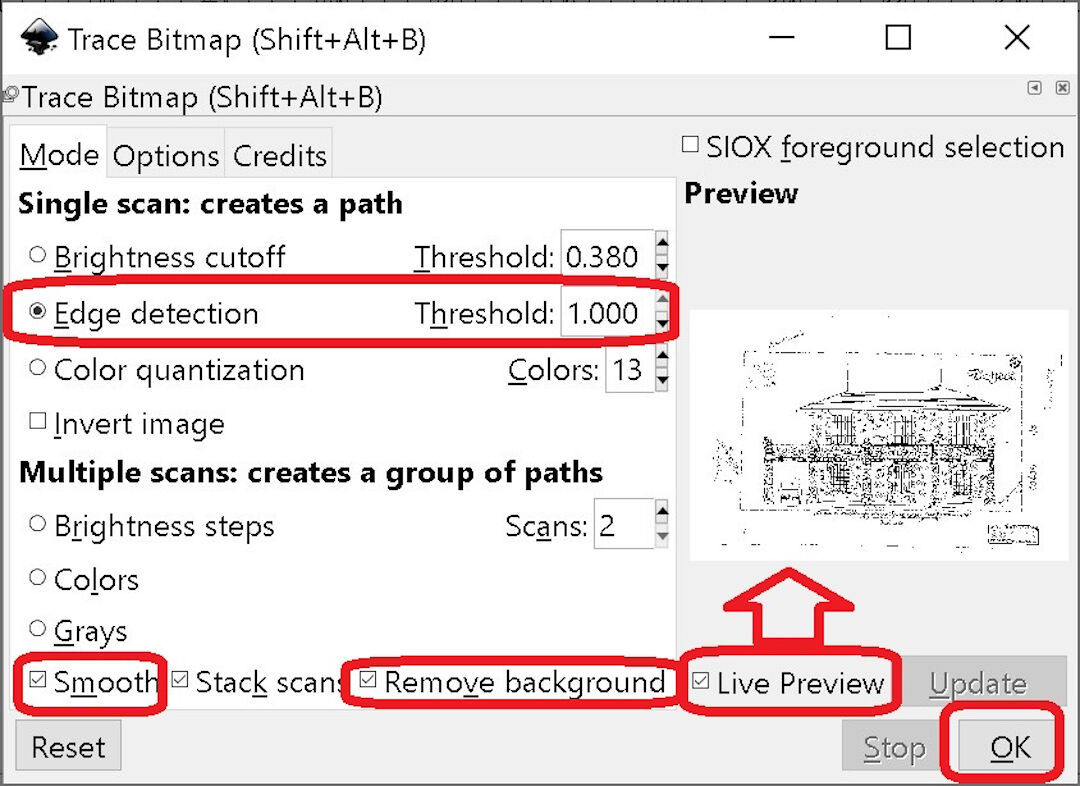 Trace Bitmap (Shift+Alt+B)
Trace Bitmap (Shift+Alt+B)
Mode Options Credits
SIOX foreground selection
Single scan: creates a path
Preview
Brightness cutoff Threshold: 0.380
Edge detection Threshold: 1.000
Color quantization Colors: 13
Invert image
Multiple scans: creates a group of paths
Brightness steps Scans: 2
Colors
Grays
Smooth Stack scans Remove background Live Preview Update
Reset Stop OK